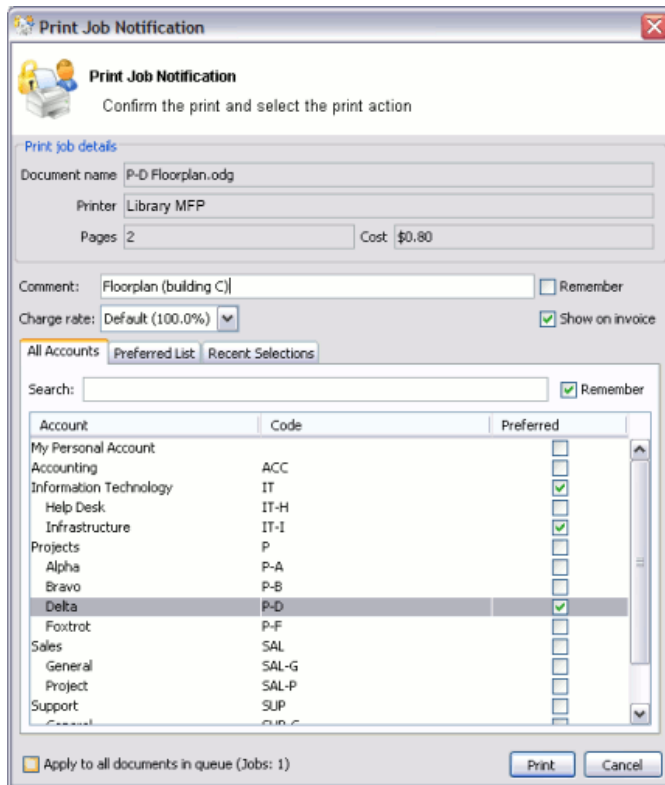 Print Job Notification
Print Job Notification
Confirm the print and select the print action
Print job details
Document name P-D Floorplan.odg
Printer Library MFP
Pages 2 Cost $0.80
Comment: Floorplan (building C) Remember
Charge rate: Default (100.0%) Show on invoice
All Accounts Preferred List Recent Selections
Search: Remember
Account Code Preferred
My Personal Account
Accounting ACC
Information Technology IT
Help Desk IT-H
Infrastructure IT-I
Projects P
Alpha P-A
Bravo P-B
Delta P-D
Foxtrot P-F
Sales SAL
General SAL-G
Project SAL-P
Support SUP
Apply to all documents in queue (Jobs: 1) Print Cancel